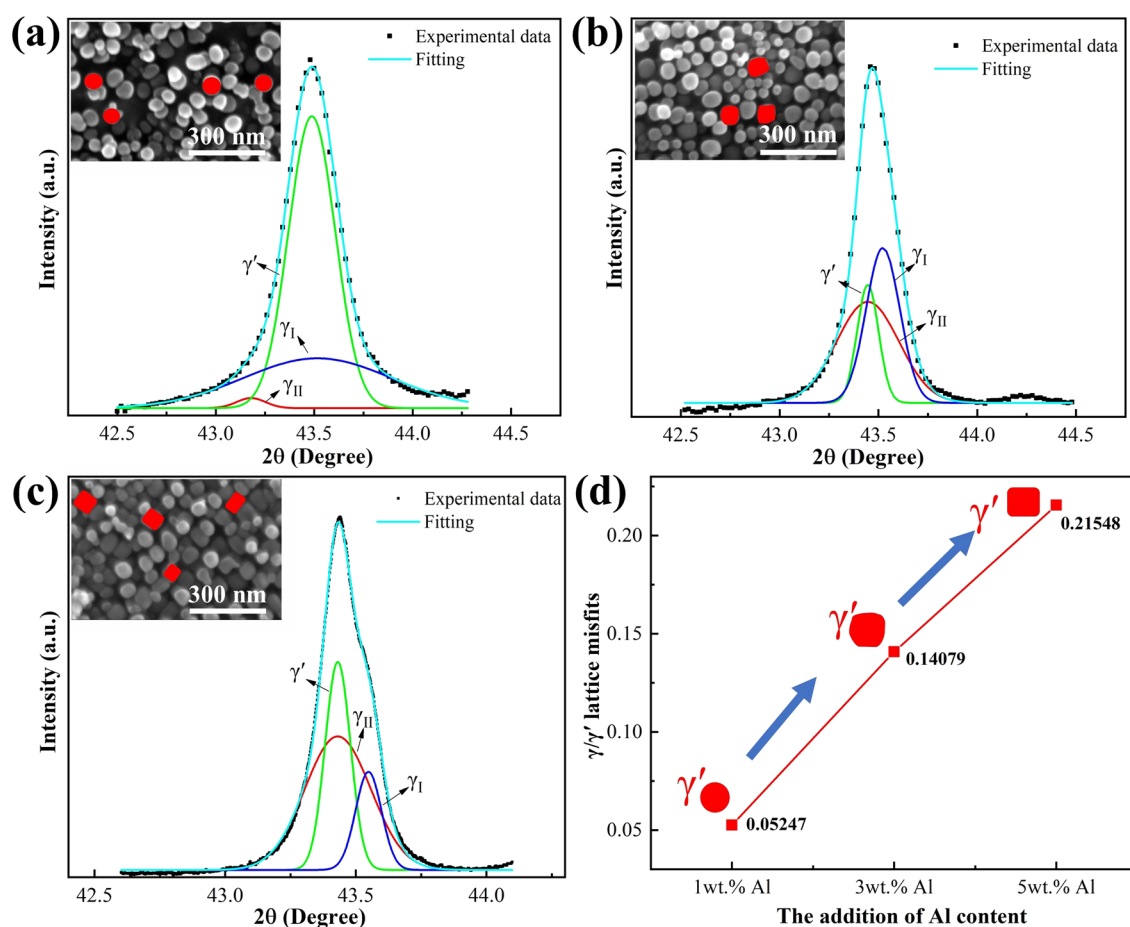 (a)
300 nm
Experimental data
Fitting
γ′
γI
γII
Intensity (a.u.)
42.5 43.0 43.5 44.0 44.5
2θ (Degree)
(b)
300 nm
Experimental data
Fitting
γ′
γI
γII
Intensity (a.u.)
42.5 43.0 43.5 44.0 44.5
2θ (Degree)
(c)
300 nm
Experimental data
Fitting
γ′
γII
γI
Intensity (a.u.)
42.5 43.0 43.5 44.0
2θ (Degree)
(d)
γ′
0.21548
γ′
0.14079
γ′
0.05247
0.20
0.15
0.10
0.05
γ/γ′ lattice misfits
1wt.% Al 3wt.% Al 5wt.% Al
The addition of Al content